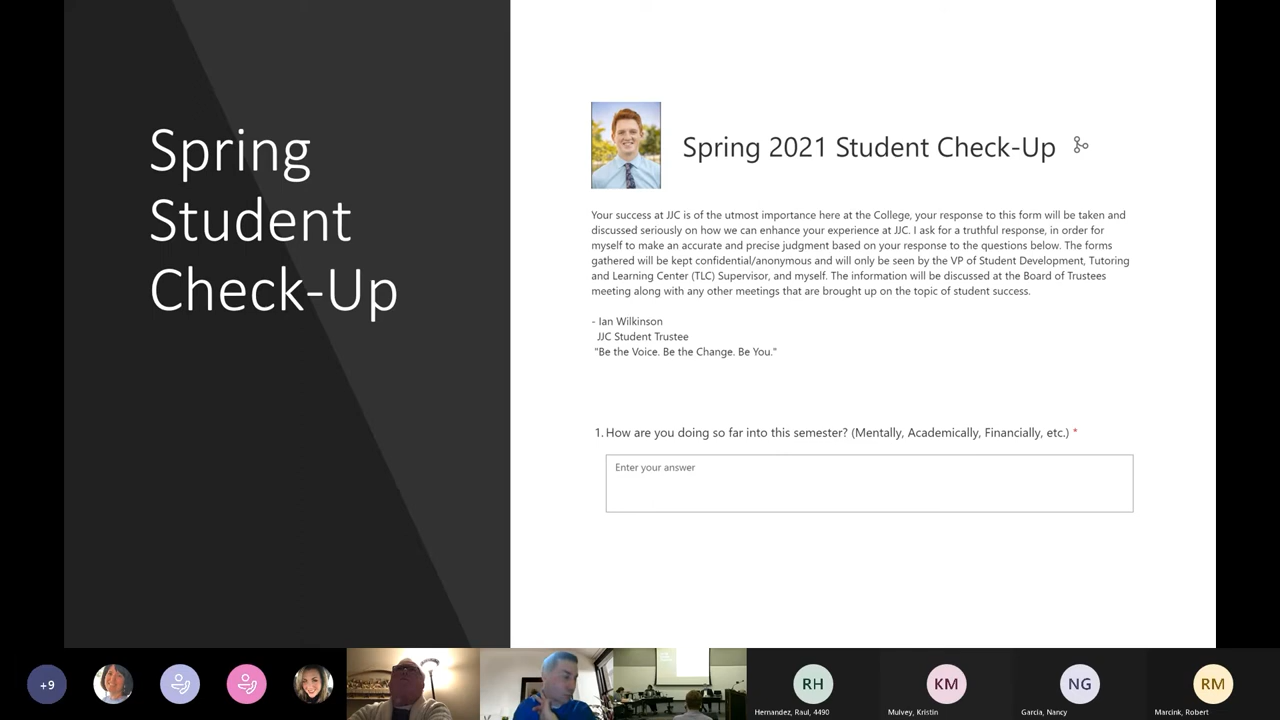 Spring
Student
Check-Up
Spring 2021 Student Check-Up
Your success at JJC is of the utmost importance here at the College, your response to this form will be taken and
discussed seriously on how we can enhance your experience at JJC. I ask for a truthful response, in order for
myself to make an accurate and precise judgment based on your response to the questions below. The forms
gathered will be kept confidential/anonymous and will only be seen by the VP of Student Development, Tutoring
and Learning Center (TLC) Supervisor, and myself. The information will be discussed at the Board of Trustees
meeting along with any other meetings that are brought up on the topic of student success.
- Ian Wilkinson
JJC Student Trustee
"Be the Voice. Be the Change. Be You."
1. How are you doing so far into this semester? (Mentally, Academically, Financially, etc.) *
Enter your answer
+9
RH
KM
NG
RM
Hernandez, Raul, 4490
Mulvey, Kristin
Garcia, Nancy
Marcink, Robert